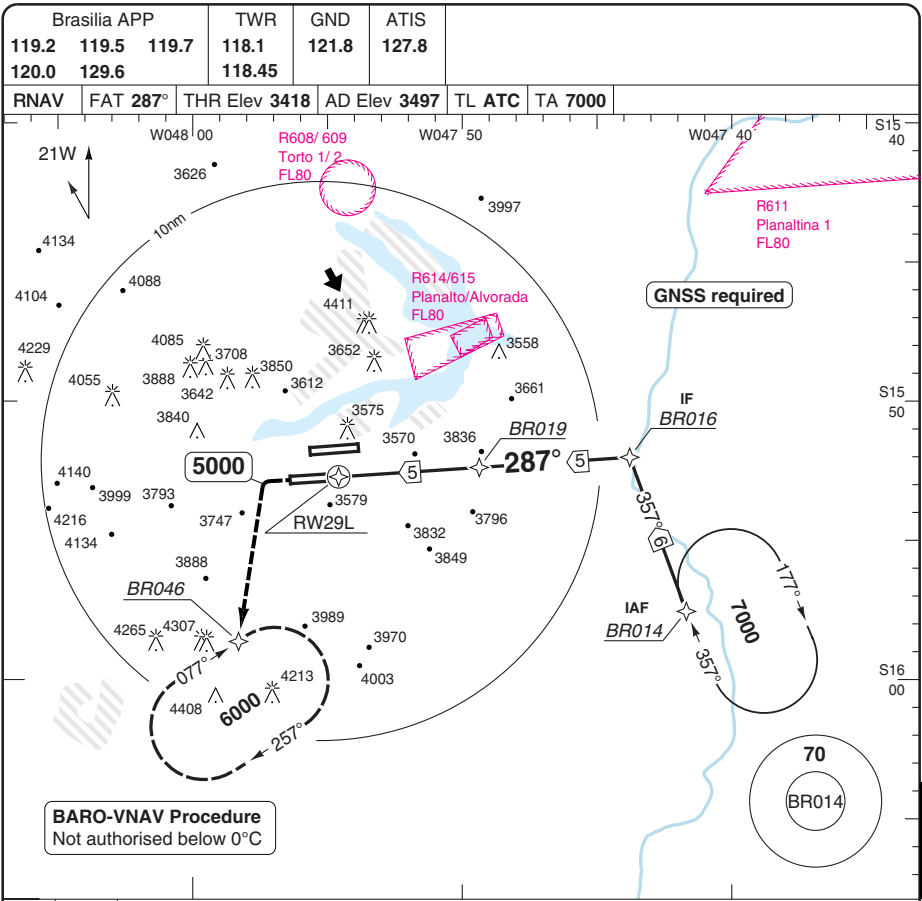 Brasilia APP TWR GND ATIS
119.2 119.5 119.7 118.1 121.8 127.8
120.0 129.6 118.45
RNAV FAT 287° THR Elev 3418 AD Elev 3497 TL ATC TA 7000
W048 00 W047 50 W047 40 S15
40
21W
R608/ 609
Torto 1/ 2
FL80
3626
10nm
3997
R611
Planaltina 1
FL80
4134
4088
4104
R614/615
Planalto/Alvorada
FL80
GNSS required
4411
4085
3708
3652
3558
4229
3888
3850
3642
3612
4055
3661
S15
50
3840
3575
3570
3836
BR019
IF
BR016
5000
5
287°
5
4140
3999
3793
3579
RW29L
357°
6
4216
3747
3796
4134
3832
3849
3888
BR046
IAF
BR014
177°
7000
357°
4265
4307
3989
3970
4003
077°
4213
4408
6000
257°
S16
00
70
BR014
BARO-VNAV Procedure
Not authorised below 0°C